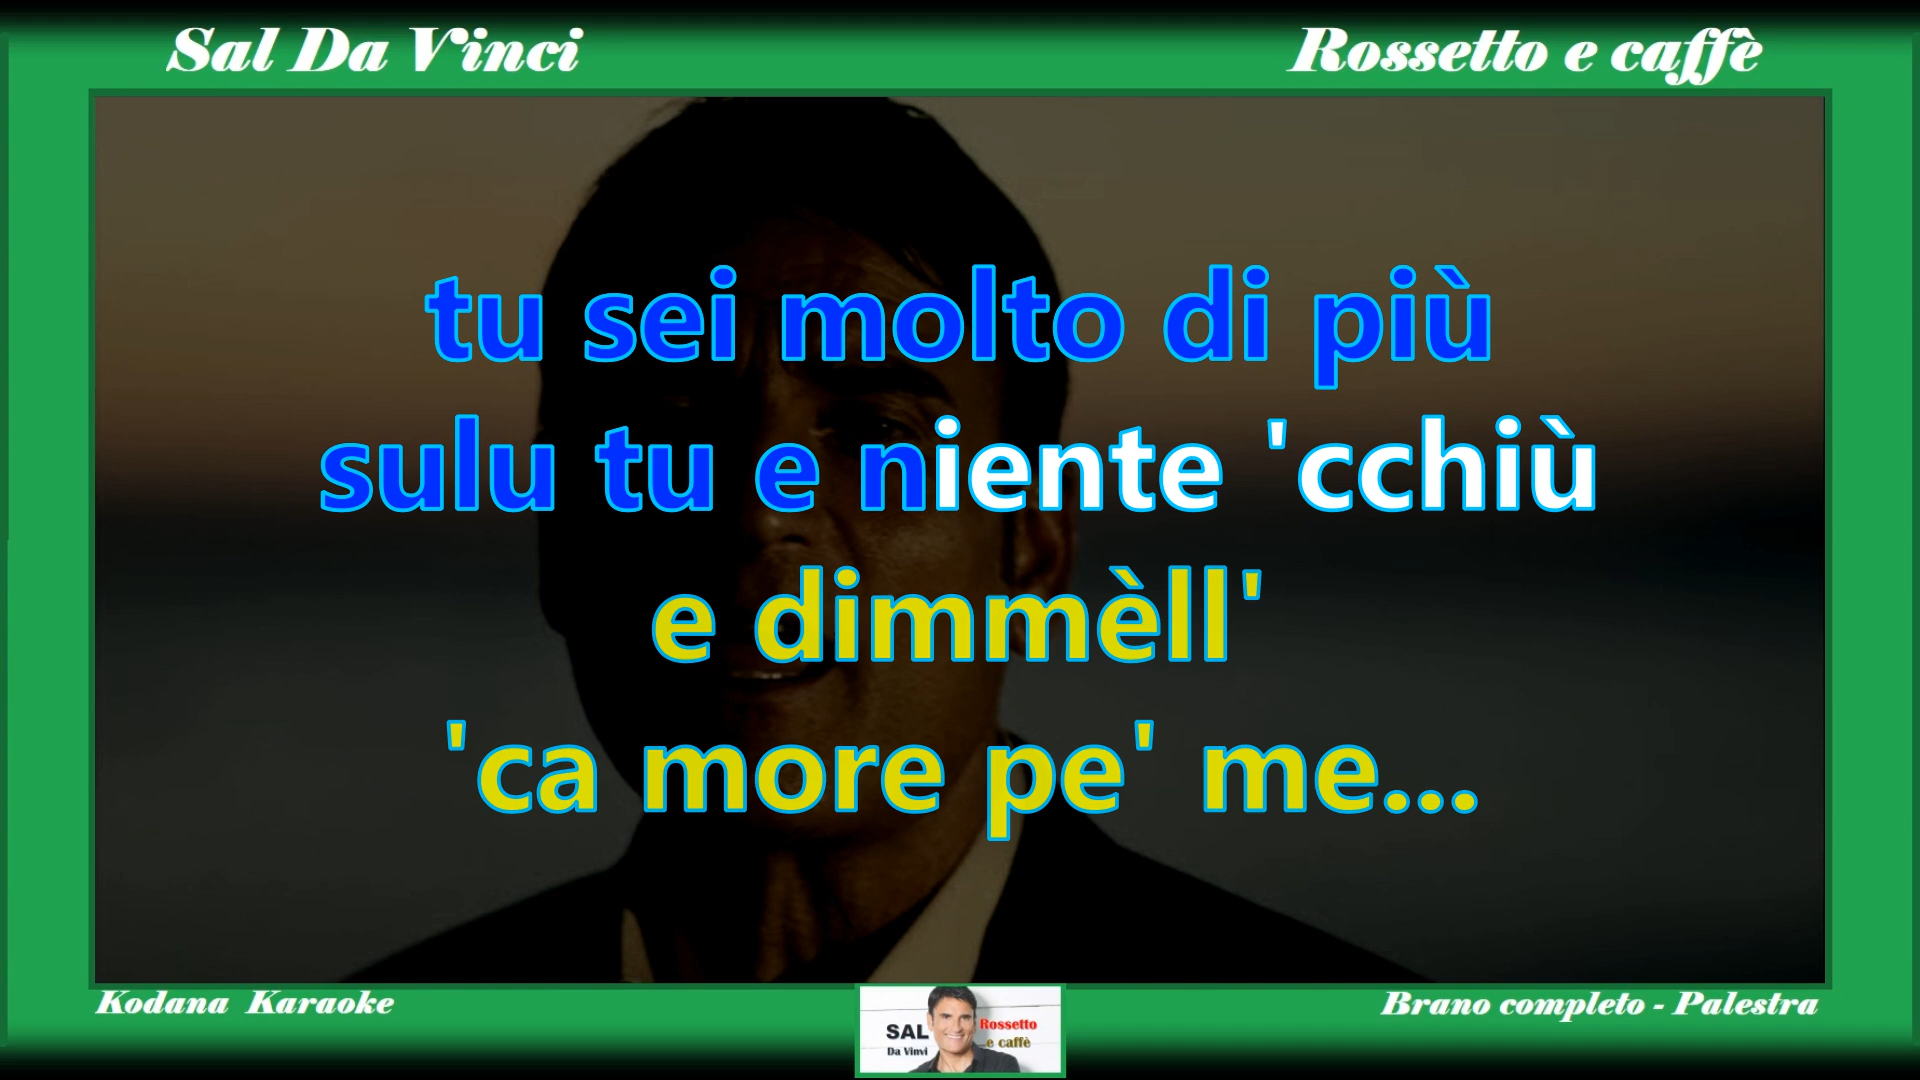 Sal Da Vinci
Rossetto e caffè
tu sei molto di più
sulu tu e niente 'cchiù
e dimmèll'
'ca more pe' me...
Kodana Karaoke
SAL
Da Vinvi
Rossetto
e caffè
Brano completo - Palestra